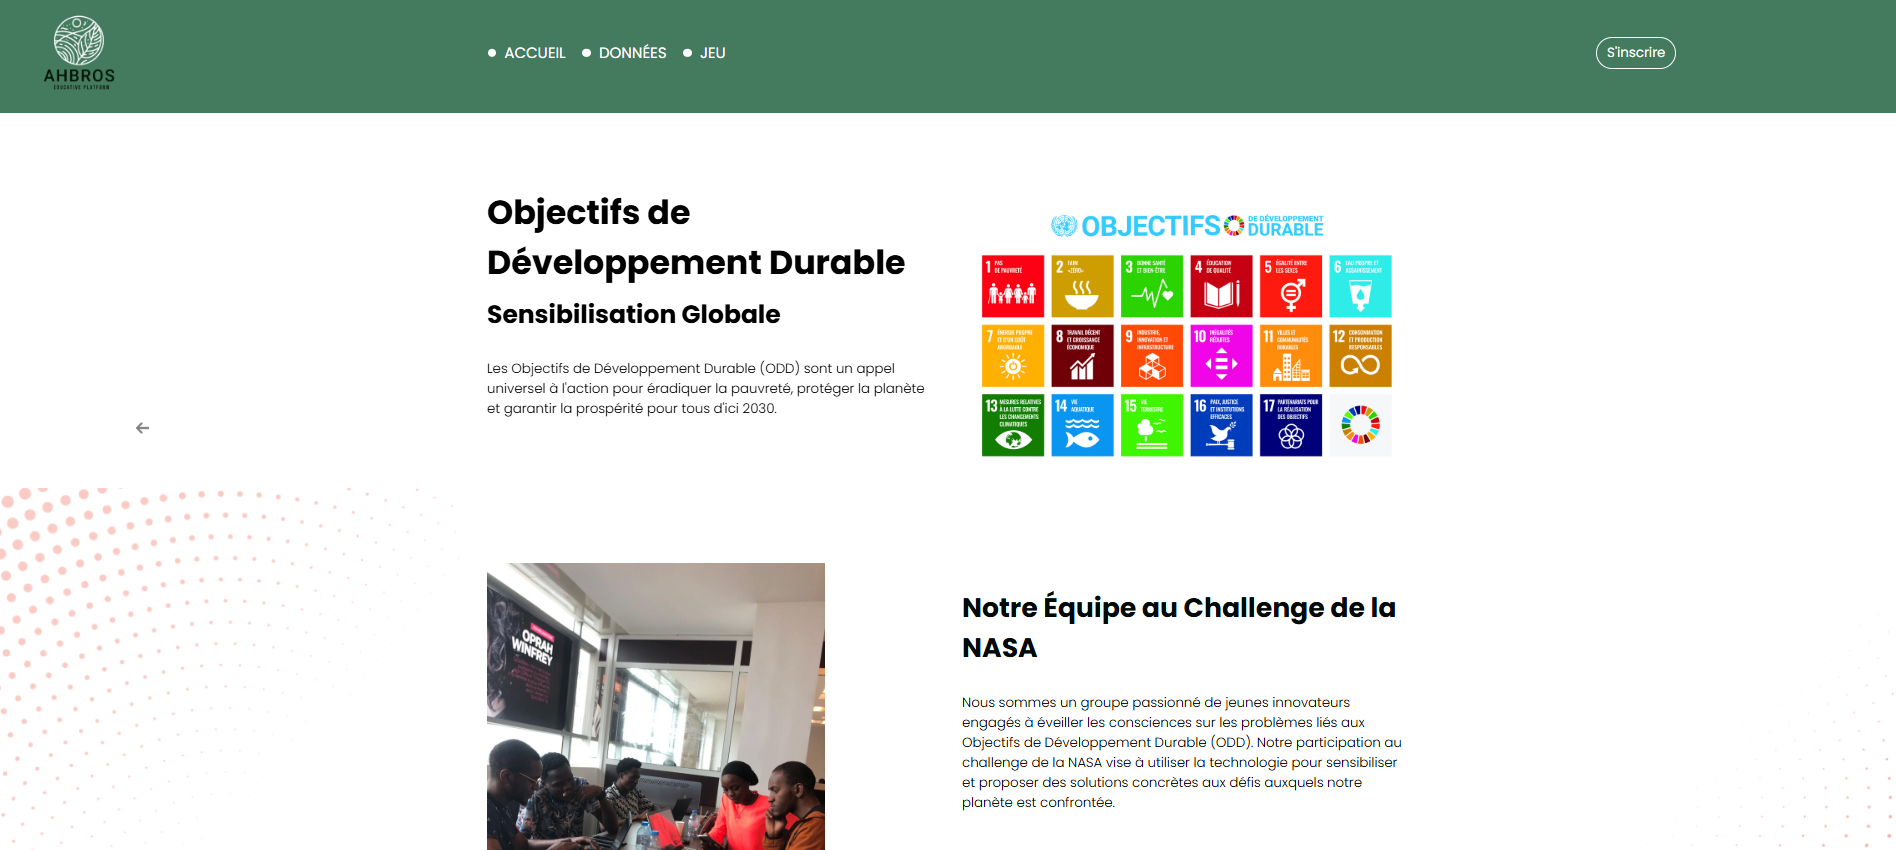 AHBROS
EDUCATIVE PLATFORM
ACCUEIL
DONNÉES
JEU
S'inscrire
Objectifs de
Développement Durable
Sensibilisation Globale
Les Objectifs de Développement Durable (ODD) sont un appel
universel à l'action pour éradiquer la pauvreté, protéger la planète
et garantir la prospérité pour tous d'ici 2030.
OBJECTIFS
DE DÉVELOPPEMENT
DURABLE
1 PAS
DE PAUVRETÉ
2 FAIM
«ZÉRO»
3 BONNE SANTÉ
ET BIEN-ÊTRE
4 ÉDUCATION
DE QUALITÉ
5 ÉGALITÉ ENTRE
LES SEXES
6 EAU PROPRE ET
ASSAINISSEMENT
7 ÉNERGIE PROPRE
ET D'UN COÛT
ABORDABLE
8 TRAVAIL DÉCENT
ET CROISSANCE
ÉCONOMIQUE
9 INDUSTRIE,
INNOVATION ET
INFRASTRUCTURE
10 INÉGALITÉS
RÉDUITES
11 VILLES ET
COMMUNAUTÉS
DURABLES
12 CONSOMMATION
ET PRODUCTION
RESPONSABLES
13 MESURES RELATIVES
À LA LUTTE CONTRE
LES CHANGEMENTS
CLIMATIQUES
14 VIE
AQUATIQUE
15 VIE
TERRESTRE
16 PAIX, JUSTICE
ET INSTITUTIONS
EFFICACES
17 PARTENARIATS POUR
LA RÉALISATION
DES OBJECTIFS
OPRAH
WINFREY
Notre Équipe au Challenge de la
NASA
Nous sommes un groupe passionné de jeunes innovateurs
engagés à éveiller les consciences sur les problèmes liés aux
Objectifs de Développement Durable (ODD). Notre participation au
challenge de la NASA vise à utiliser la technologie pour sensibiliser
et proposer des solutions concrètes aux défis auxquels notre
planète est confrontée.